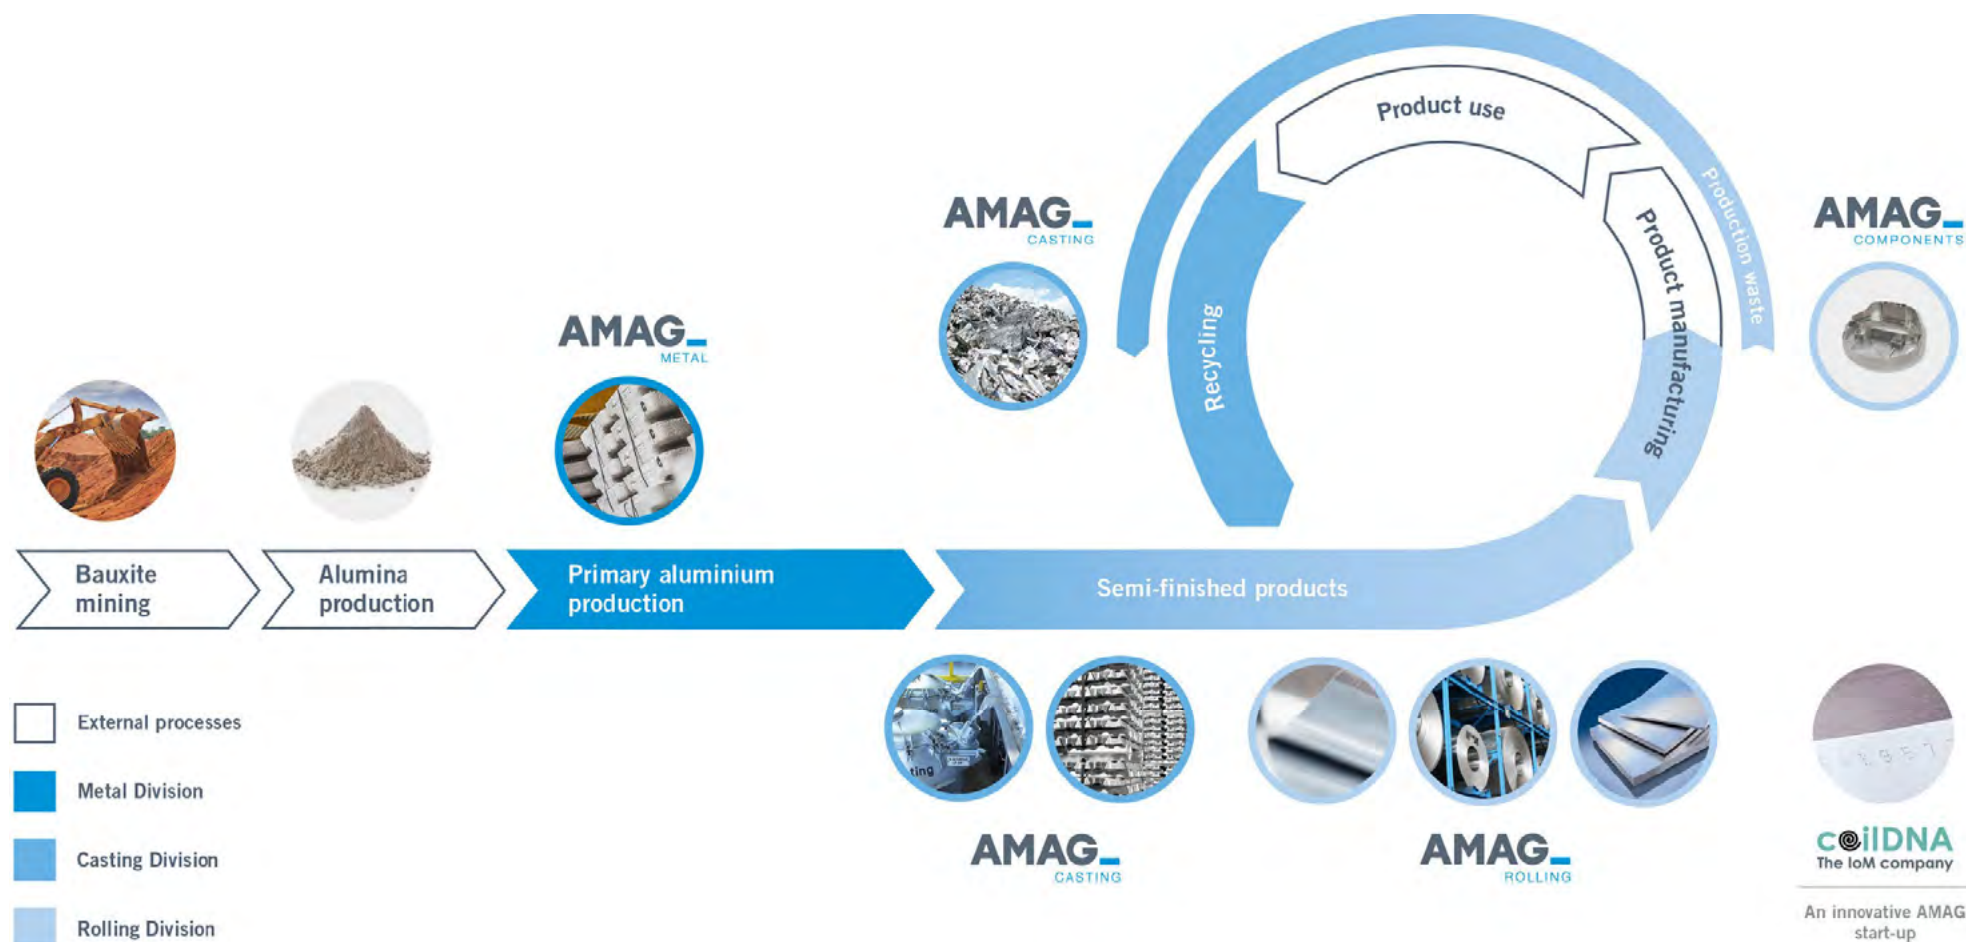 Product use
Production waste
AMAG
CASTING
AMAG
COMPONENTS
Product manufacturing
Recycling
AMAG
METAL
Bauxite
mining
Alumina
production
Primary aluminium
production
Semi-finished products
External processes
Metal Division
Casting Division
Rolling Division
ting
AMAG
CASTING
AMAG
ROLLING
coilDNA
The IoM company
An innovative AMAG
start-up